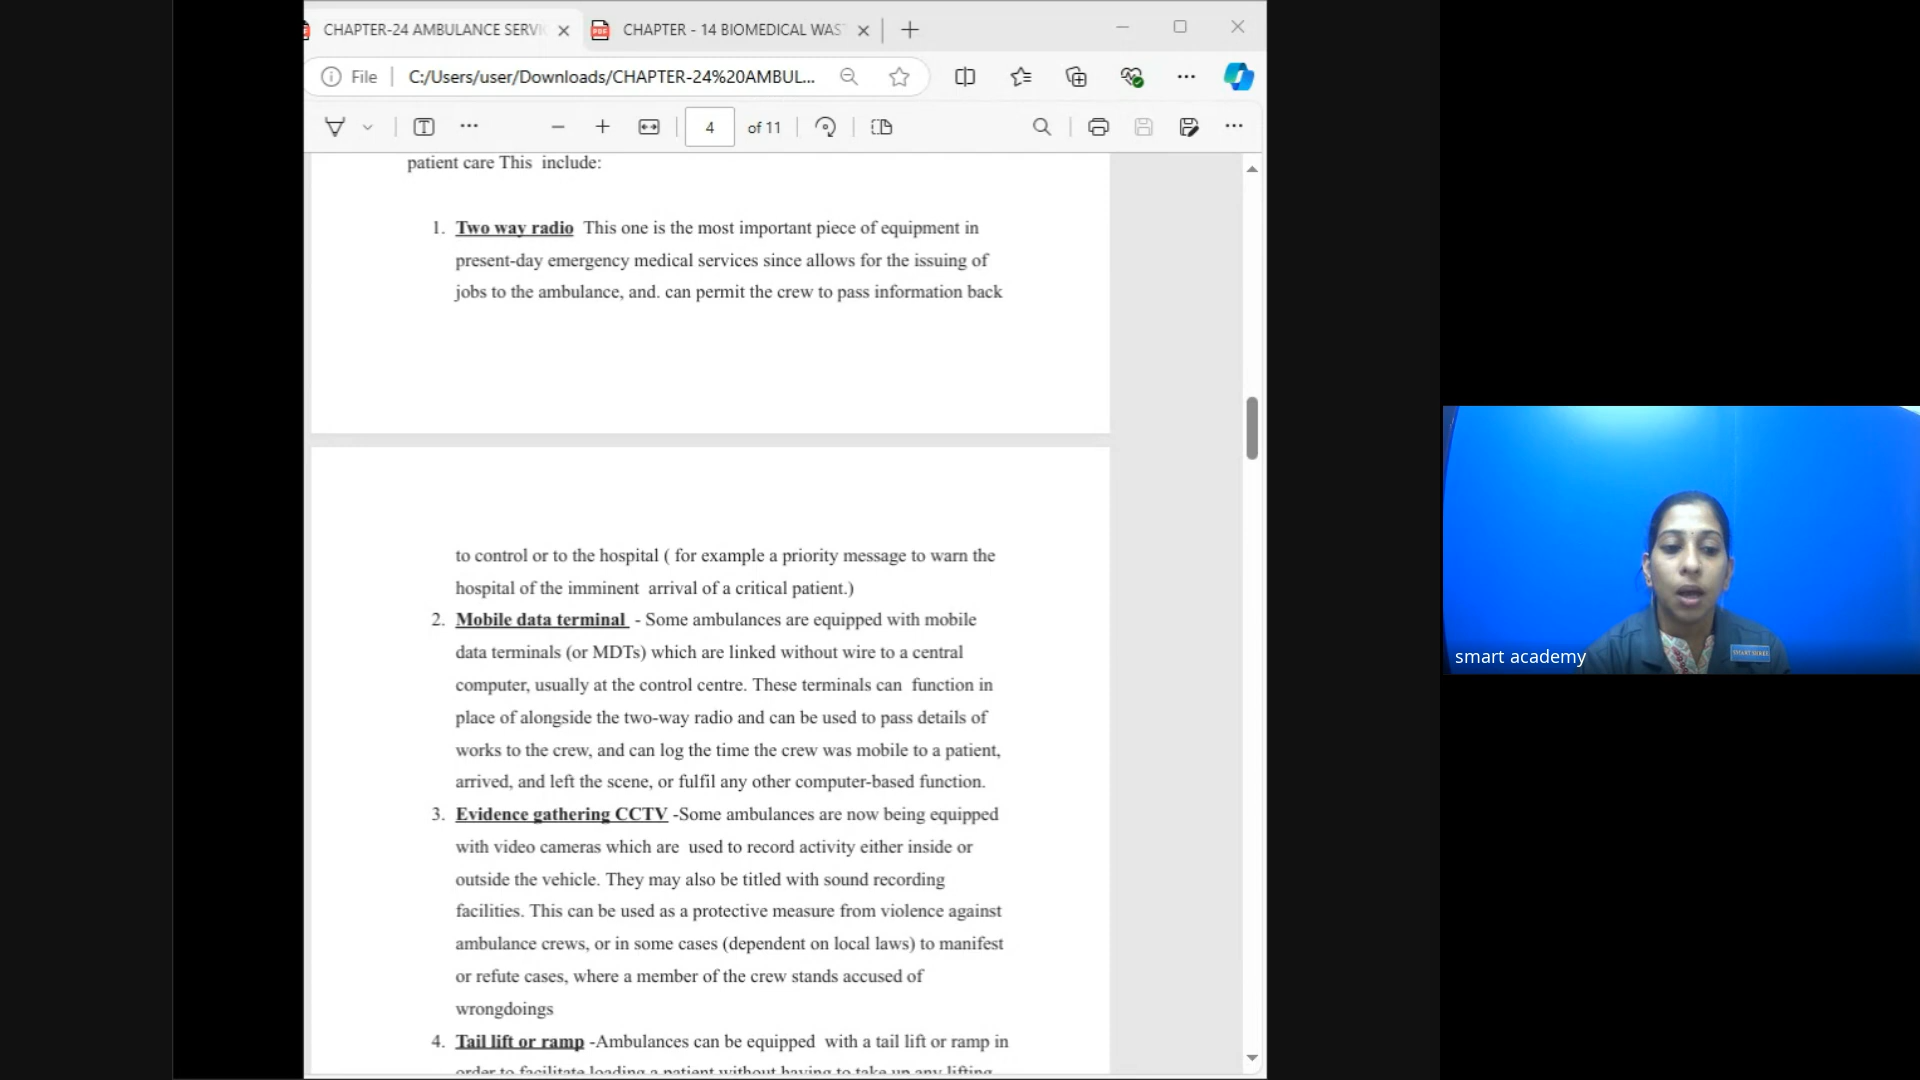 CHAPTER-24 AMBULANCE SERVI
CHAPTER - 14 BIOMEDICAL WAS
File
C:/Users/user/Downloads/CHAPTER-24%20AMBUL...
4 of 11
patient care This include:
1. Two way radio This one is the most important piece of equipment in
present-day emergency medical services since allows for the issuing of
jobs to the ambulance, and. can permit the crew to pass information back
to control or to the hospital ( for example a priority message to warn the
hospital of the imminent arrival of a critical patient.)
2. Mobile data terminal - Some ambulances are equipped with mobile
data terminals (or MDTs) which are linked without wire to a central
computer, usually at the control centre. These terminals can function in
place of alongside the two-way radio and can be used to pass details of
works to the crew, and can log the time the crew was mobile to a patient,
arrived, and left the scene, or fulfil any other computer-based function.
3. Evidence gathering CCTV -Some ambulances are now being equipped
with video cameras which are used to record activity either inside or
outside the vehicle. They may also be titled with sound recording
facilities. This can be used as a protective measure from violence against
ambulance crews, or in some cases (dependent on local laws) to manifest
or refute cases, where a member of the crew stands accused of
wrongdoings
4. Tail lift or ramp -Ambulances can be equipped with a tail lift or ramp in
order to facilitate loading a patient without having to take up any lifting
smart academy